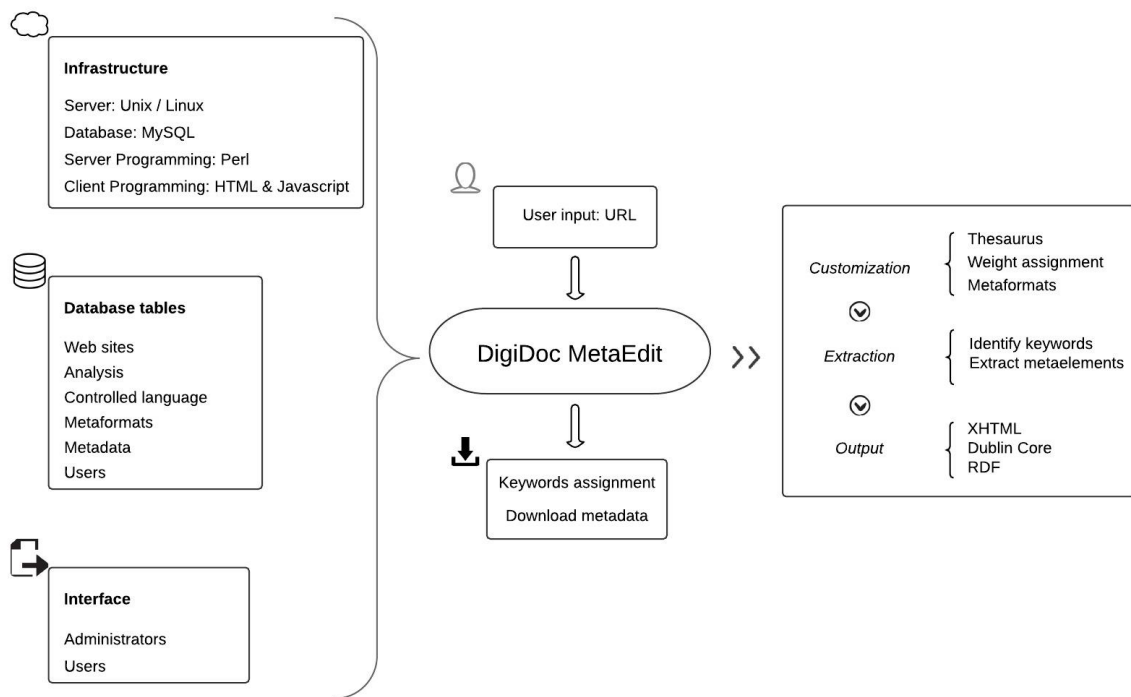 Infrastructure
Server: Unix / Linux
Database: MySQL
Server Programming: Perl
Client Programming: HTML & Javascript
Database tables
Web sites
Analysis
Controlled language
Metaformats
Metadata
Users
Interface
Administrators
Users
User input: URL
DigiDoc MetaEdit
Keywords assignment
Download metadata
Customization
Thesaurus
Weight assignment
Metaformats
Extraction
Identify keywords
Extract metaelements
Output
XHTML
Dublin Core
RDF